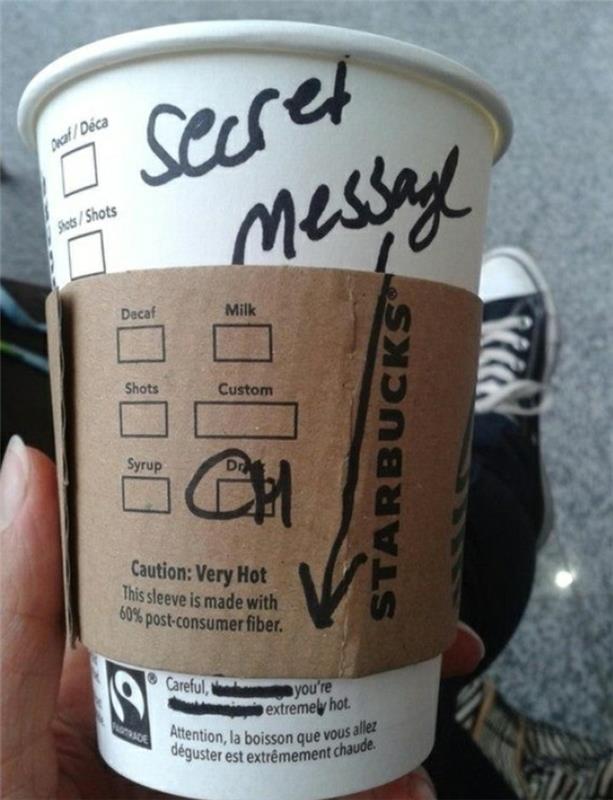 Secret
Message
Decaf / Déca
Shots / Shots
Decaf
Milk
Shots
Custom
Syrup
Drink
CH
STARBUCKS®
Caution: Very Hot
This sleeve is made with
60% post-consumer fiber.
FAIRTRADE
®
Careful, you're
extremely hot.
Attention, la boisson que vous allez
déguster est extrêmement chaude.